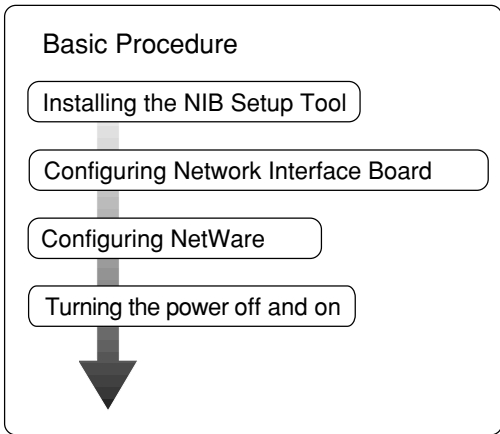 Basic Procedure
Installing the NIB Setup Tool
Configuring Network Interface Board
Configuring NetWare
Turning the power off and on